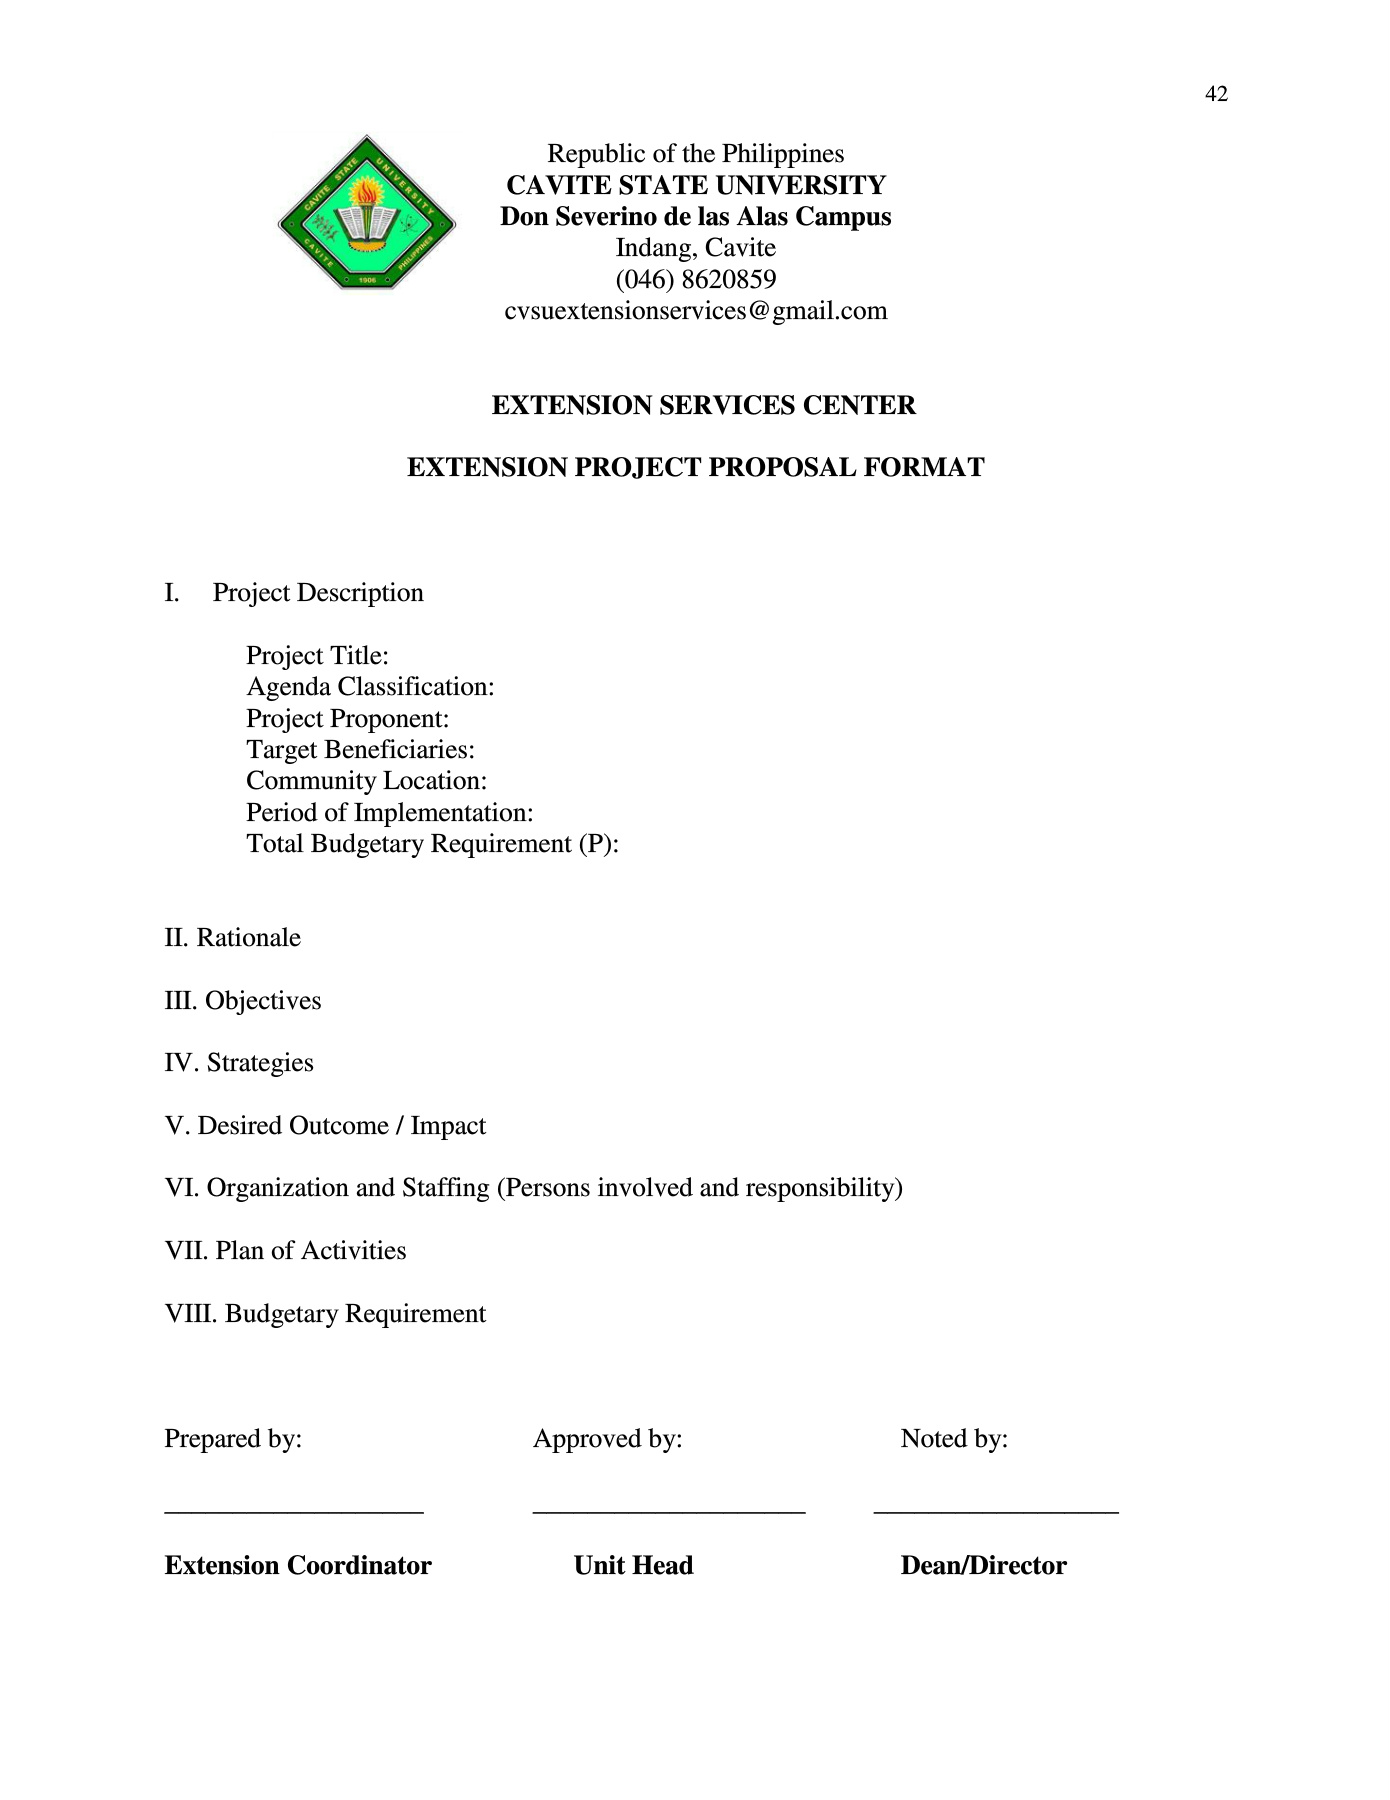 42
Republic of the Philippines
CAVITE STATE UNIVERSITY
Don Severino de las Alas Campus
Indang, Cavite
(046) 8620859
cvsuextensionservices@gmail.com
CAVITE STATE UNIVERSITY
CAVITE PHILIPPINES
1906
EXTENSION SERVICES CENTER
EXTENSION PROJECT PROPOSAL FORMAT
I. Project Description
Project Title:
Agenda Classification:
Project Proponent:
Target Beneficiaries:
Community Location:
Period of Implementation:
Total Budgetary Requirement (P):
II. Rationale
III. Objectives
IV. Strategies
V. Desired Outcome / Impact
VI. Organization and Staffing (Persons involved and responsibility)
VII. Plan of Activities
VIII. Budgetary Requirement
Prepared by: Approved by: Noted by:
___________________ ____________________ __________________
Extension Coordinator Unit Head Dean/Director